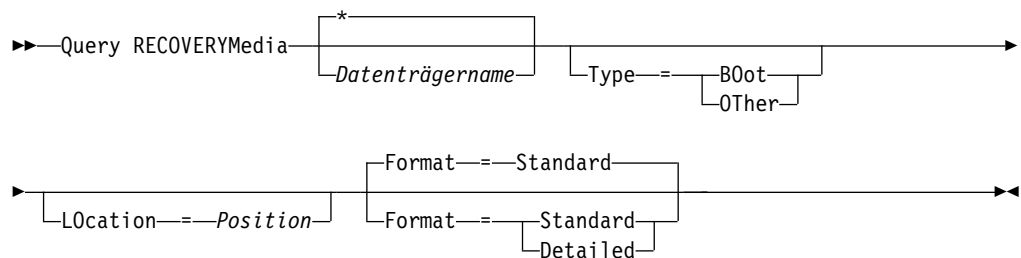 *
Query RECOVERYMedia
Datenträgername
Type = BOot
OTher
Format = Standard
LOcation = Position
Format = Standard
Detailed